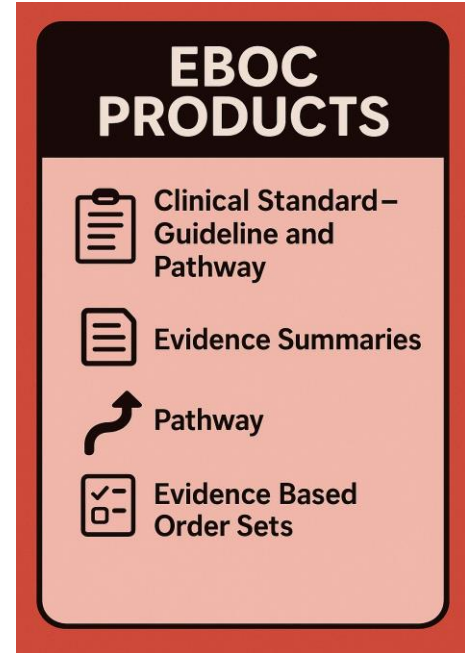 EBOC
PRODUCTS
Clinical Standard–
Guideline and
Pathway
Evidence Summaries
Pathway
Evidence Based
Order Sets